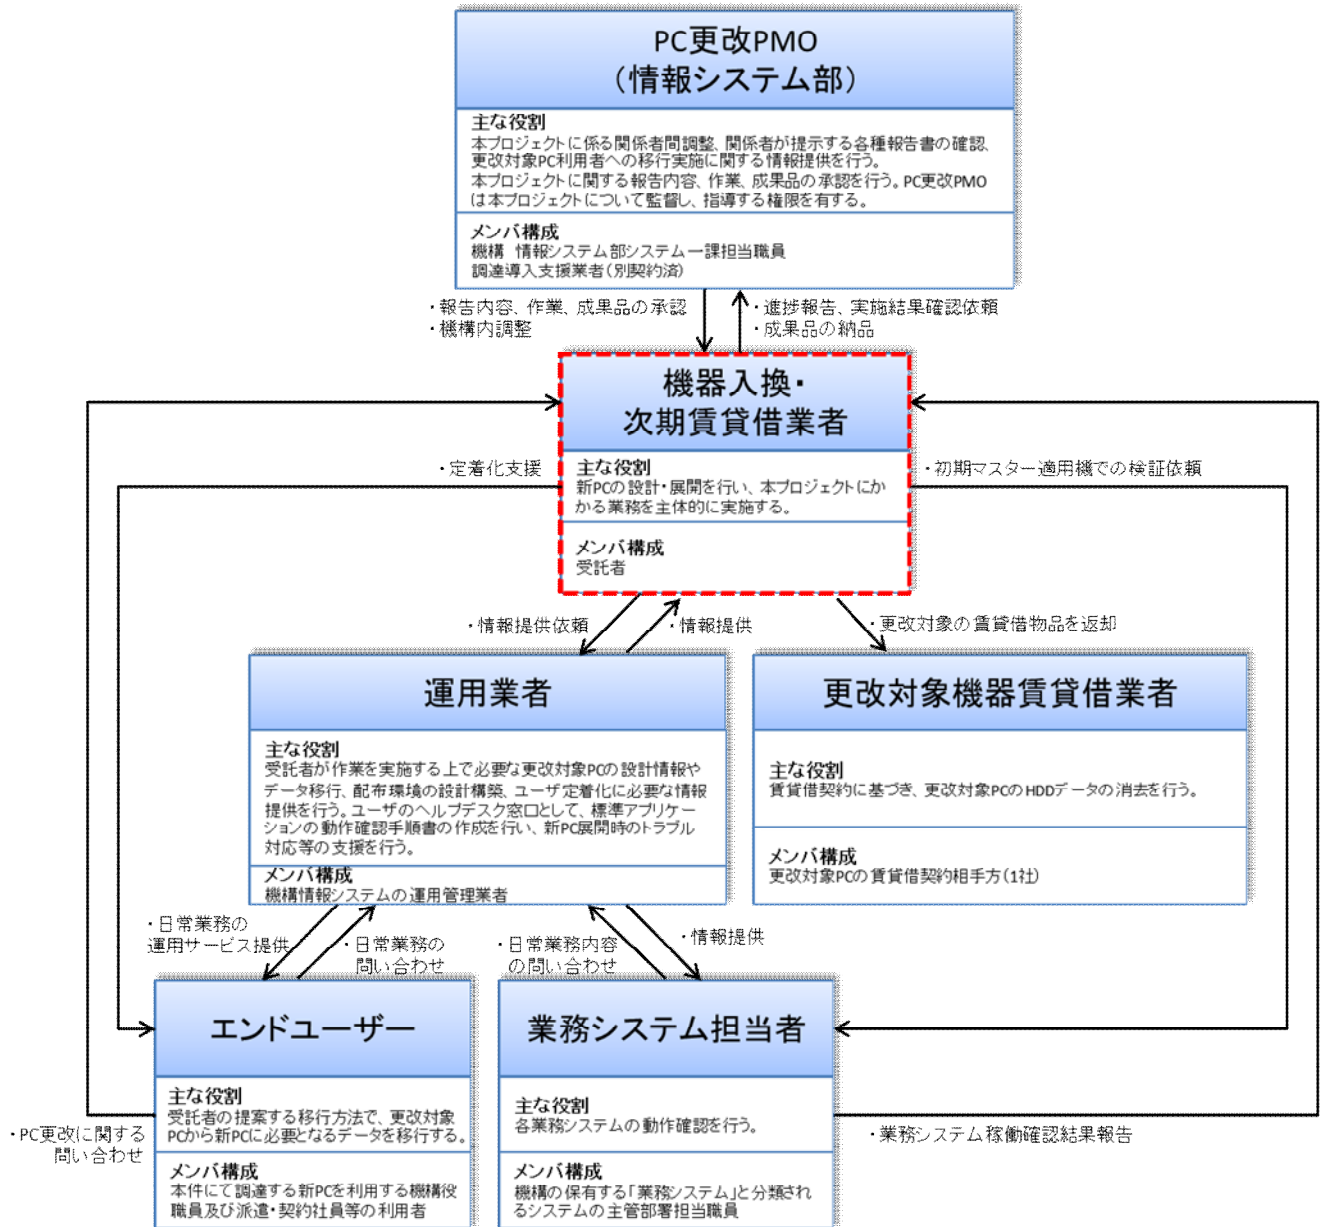 PC更改PMO
（情報システム部）
主な役割
本プロジェクトに係る関係者間調整、関係者が提示する各種報告書の確認、
更改対象PC利用者への移行実施に関する情報提供を行う。
本プロジェクトに関する報告内容、作業、成果品の承認を行う。PC更改PMO
は本プロジェクトについて監督し、指導する権限を有する。
メンバ構成
機構　情報システム部システム一課担当職員
調達導入支援業者（別契約済）
・報告内容、作業、成果品の承認
・機構内調整
・進捗報告、実施結果確認依頼
・成果品の納品
機器入換・
次期賃貸借業者
主な役割
新PCの設計・展開を行い、本プロジェクトにか
かる業務を主体的に実施する。
メンバ構成
受託者
・定着化支援
・初期マスター適用機での検証依頼
・情報提供依頼
・情報提供
・更改対象の賃貸借物品を返却
運用業者
主な役割
受託者が作業を実施する上で必要な更改対象PCの設計情報や
データ移行、配布環境の設計構築、ユーザ定着化に必要な情報
提供を行う。ユーザのヘルプデスク窓口として、標準アプリケー
ションの動作確認手順書の作成を行い、新PC展開時のトラブル
対応等の支援を行う。
メンバ構成
機構情報システムの運用管理業者
更改対象機器賃貸借業者
主な役割
賃貸借契約に基づき、更改対象PCのHDDデータの消去を行う。
メンバ構成
更改対象PCの賃貸借契約相手方（1社）
・日常業務の
運用サービス提供
・日常業務の
問い合わせ
・日常業務内容
の問い合わせ
・情報提供
エンドユーザー
主な役割
受託者の提案する移行方法で、更改対象
PCから新PCに必要となるデータを移行する。
メンバ構成
本件にて調達する新PCを利用する機構役
職員及び派遣・契約社員等の利用者
業務システム担当者
主な役割
各業務システムの動作確認を行う。
メンバ構成
機構の保有する「業務システム」と分類され
るシステムの主管部署担当職員
・PC更改に関する
問い合わせ
・業務システム稼働確認結果報告